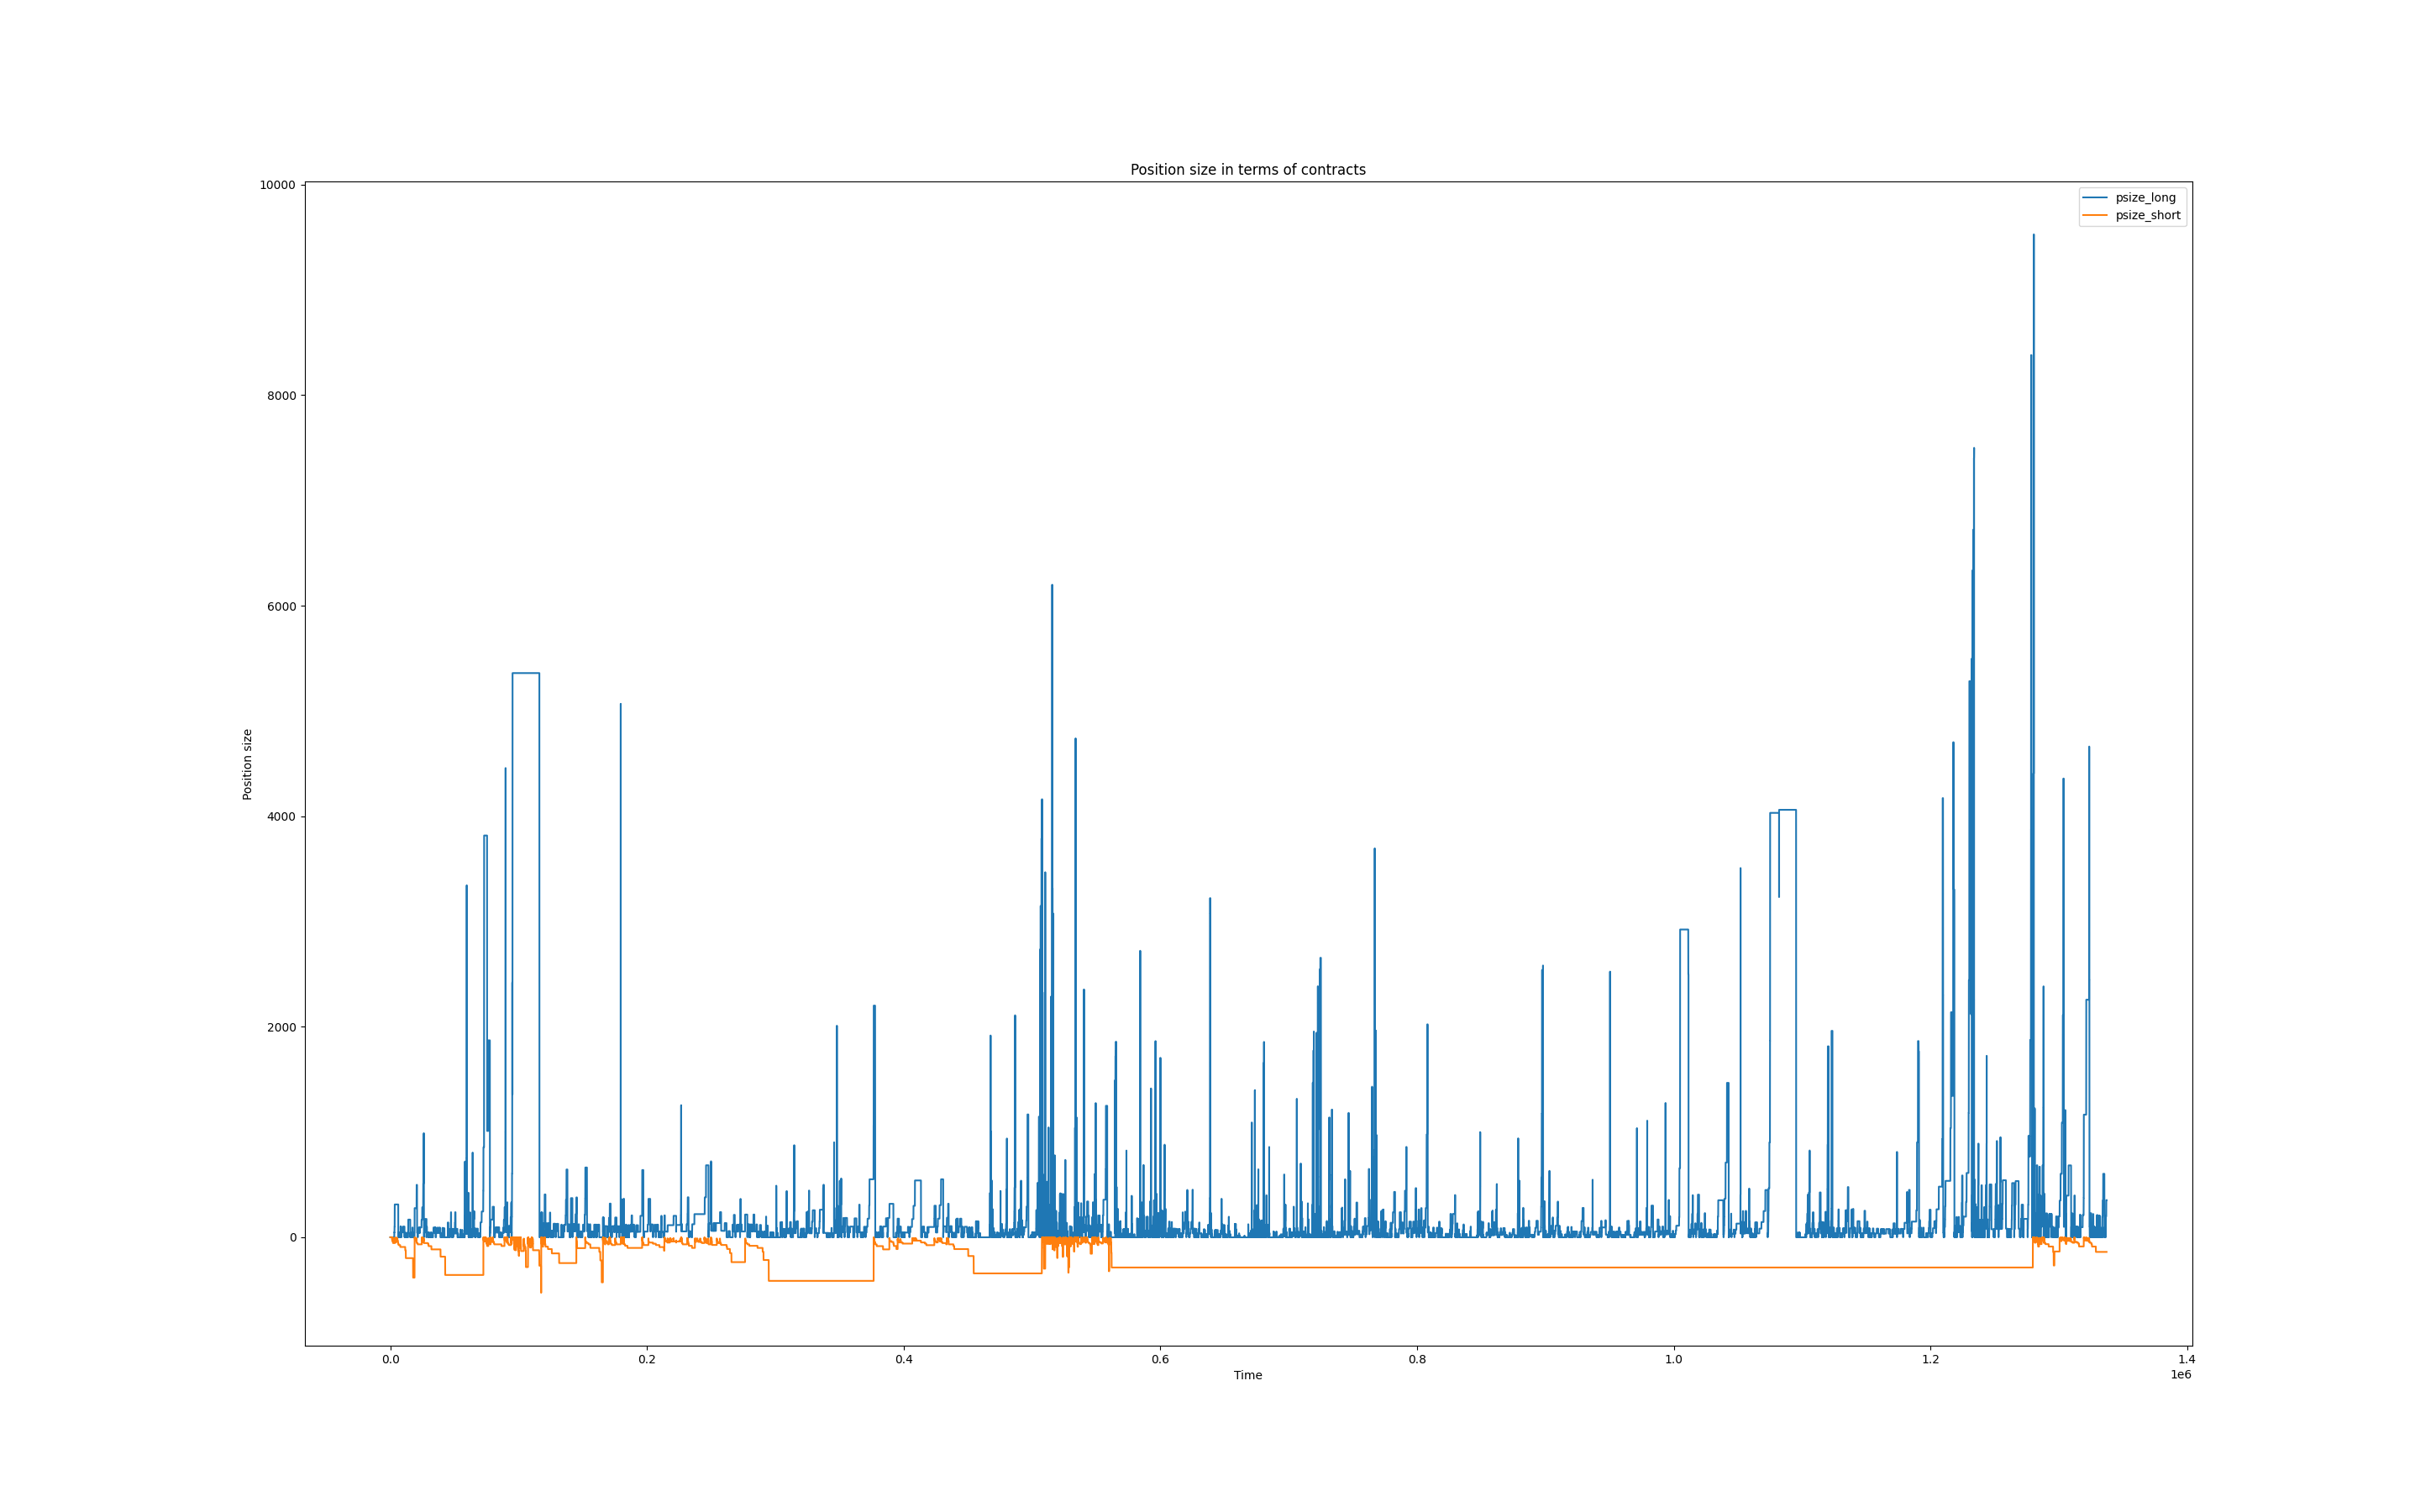 Position size in terms of contracts
psize_long
psize_short
10000
8000
6000
4000
2000
0
Position size
0.0 0.2 0.4 0.6 0.8 1.0 1.2 1.4
Time
1e6